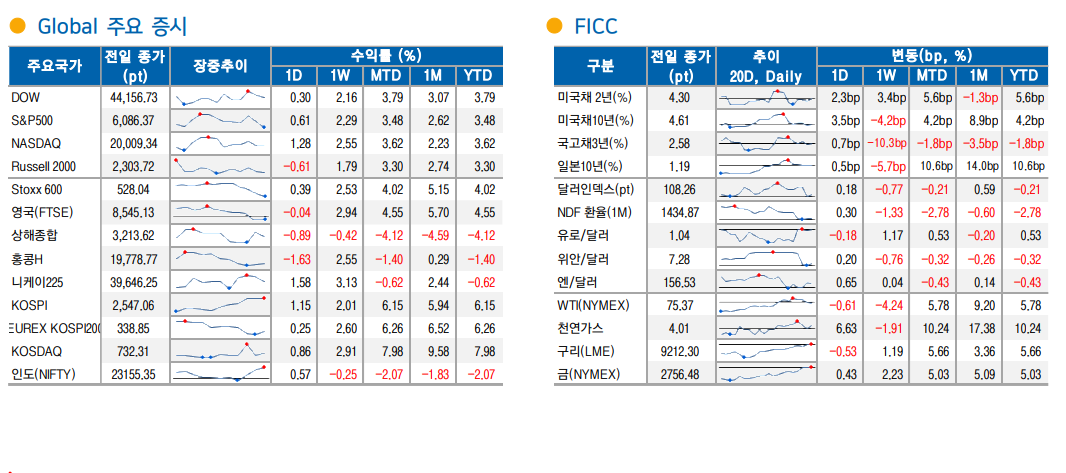 Global 주요 증시
주요국가 전일 종가 (pt) 장중추이 수익률 (%)
1D 1W MTD 1M YTD
DOW 44,156.73 0.30 2.16 3.79 3.07 3.79
S&P500 6,086.37 0.61 2.29 3.48 2.62 3.48
NASDAQ 20,009.34 1.28 2.55 3.62 2.23 3.62
Russell 2000 2,303.72 -0.61 1.79 3.30 2.74 3.30
Stoxx 600 528.04 0.39 2.53 4.02 5.15 4.02
영국(FTSE) 8,545.13 -0.04 2.94 4.55 5.70 4.55
상해종합 3,213.62 -0.89 -0.42 -4.12 -4.59 -4.12
홍콩H 19,778.77 -1.63 2.55 -1.40 0.29 -1.40
니케이225 39,646.25 1.58 3.13 -0.62 2.44 -0.62
KOSPI 2,547.06 1.15 2.01 6.15 5.94 6.15
EUREX KOSPI200 338.85 0.25 2.60 6.26 6.52 6.26
KOSDAQ 732.31 0.86 2.91 7.98 9.58 7.98
인도(NIFTY) 23155.35 0.57 -0.25 -2.07 -1.83 -2.07
FICC
구분 전일 종가 (pt) 추이 20D, Daily 변동(bp, %)
1D 1W MTD 1M YTD
미국채 2년(%) 4.30 2.3bp 3.4bp 5.6bp -1.3bp 5.6bp
미국채10년(%) 4.61 3.5bp -4.2bp 4.2bp 8.9bp 4.2bp
국고채3년(%) 2.58 0.7bp -10.3bp -1.8bp -3.5bp -1.8bp
일본10년(%) 1.19 0.5bp -5.7bp 10.6bp 14.0bp 10.6bp
달러인덱스(pt) 108.26 0.18 -0.77 -0.21 0.59 -0.21
NDF 환율(1M) 1434.87 0.30 -1.33 -2.78 -0.60 -2.78
유로/달러 1.04 -0.18 1.17 0.53 -0.20 0.53
위안/달러 7.28 0.20 -0.76 -0.32 -0.26 -0.32
엔/달러 156.53 0.65 0.04 -0.43 0.14 -0.43
WTI(NYMEX) 75.37 -0.61 -4.24 5.78 9.20 5.78
천연가스 4.01 6.63 -1.91 10.24 17.38 10.24
구리(LME) 9212.30 -0.53 1.19 5.66 3.36 5.66
금(NYMEX) 2756.48 0.43 2.23 5.03 5.09 5.03